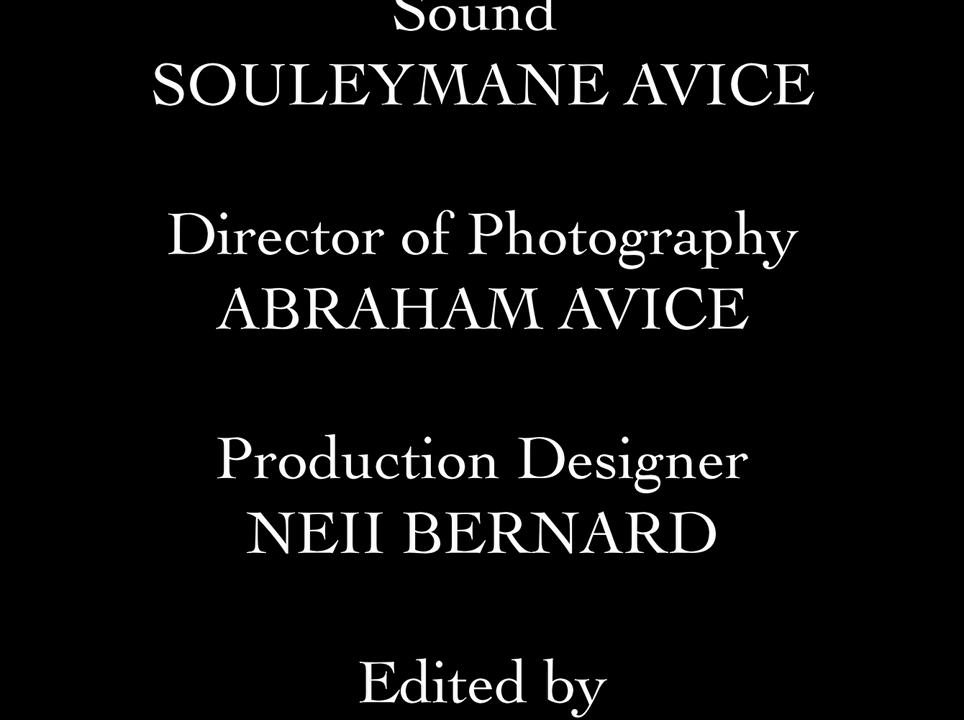 Sound
SOULEYMANE AVICE
Director of Photography
ABRAHAM AVICE
Production Designer
NEII BERNARD
Edited by